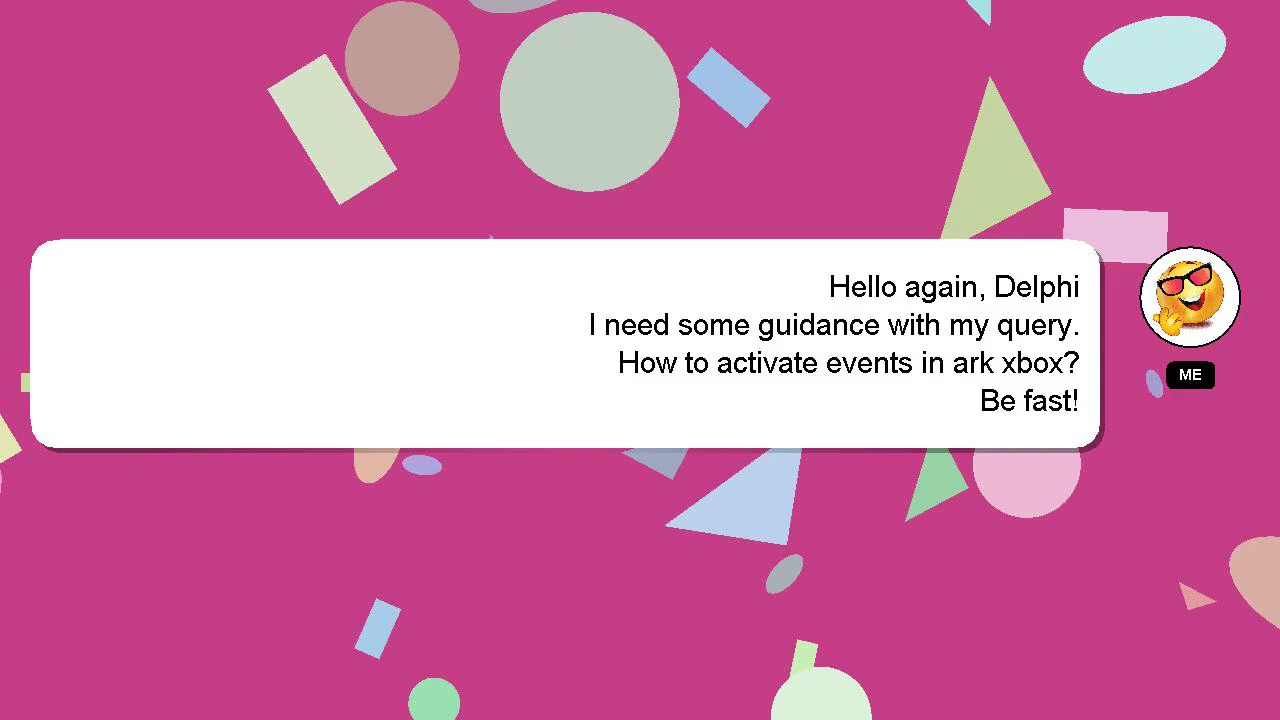 Hello again, Delphi
I need some guidance with my query.
How to activate events in ark xbox?
Be fast!
ME